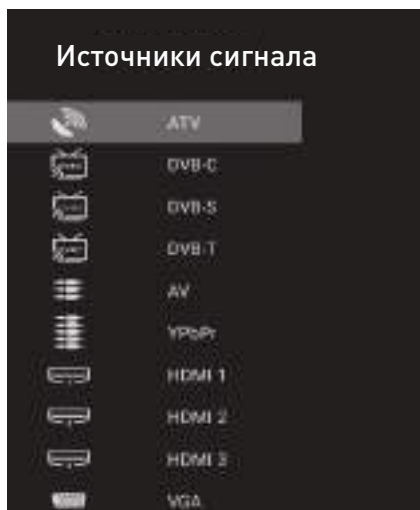 Источники сигнала
ATV
DVB-C
DVB-S
DVB-T
AV
YPbPr
HDMI 1
HDMI 2
HDMI 3
VGA